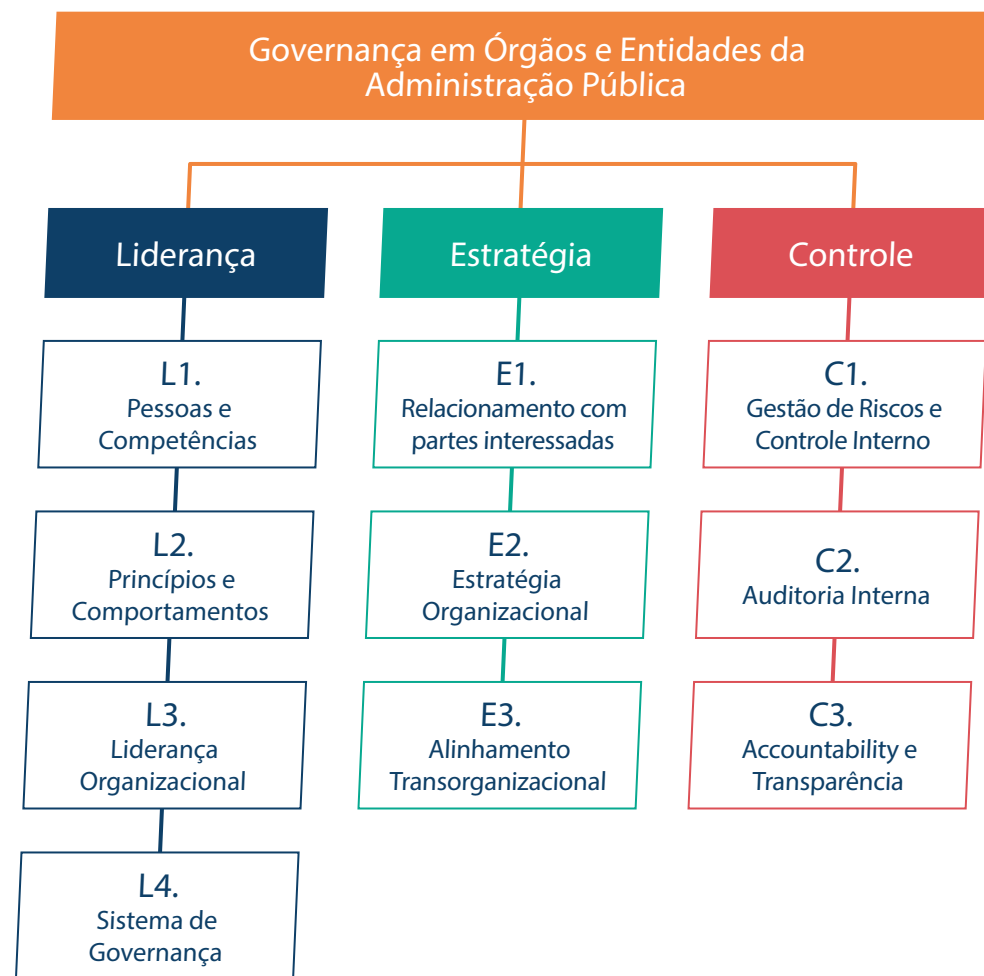 Governança em Órgãos e Entidades da
Administração Pública
Liderança
Estratégia
Controle
L1.
Pessoas e
Competências
E1.
Relacionamento com
partes interessadas
C1.
Gestão de Riscos e
Controle Interno
L2.
Princípios e
Comportamentos
E2.
Estratégia
Organizacional
C2.
Auditoria Interna
L3.
Liderança
Organizacional
E3.
Alinhamento
Transorganizacional
C3.
Accountability e
Transparência
L4.
Sistema de
Governança